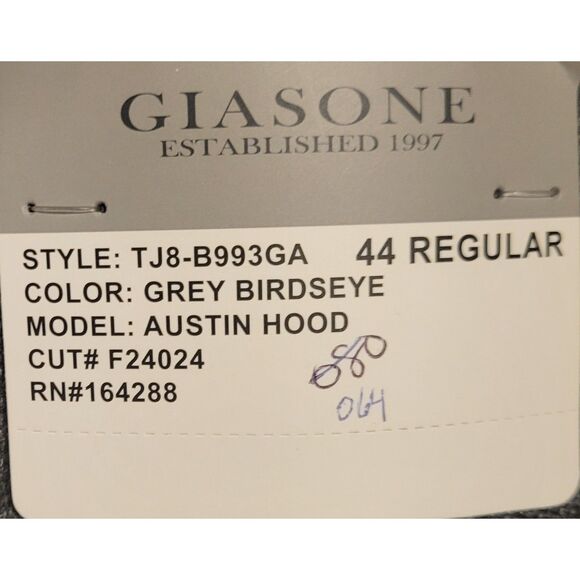 GIASONE
ESTABLISHED 1997
STYLE: TJ8-B993GA 44 REGULAR
COLOR: GREY BIRDSEYE
MODEL: AUSTIN HOOD
CUT# F24024
RN#164288
080
064